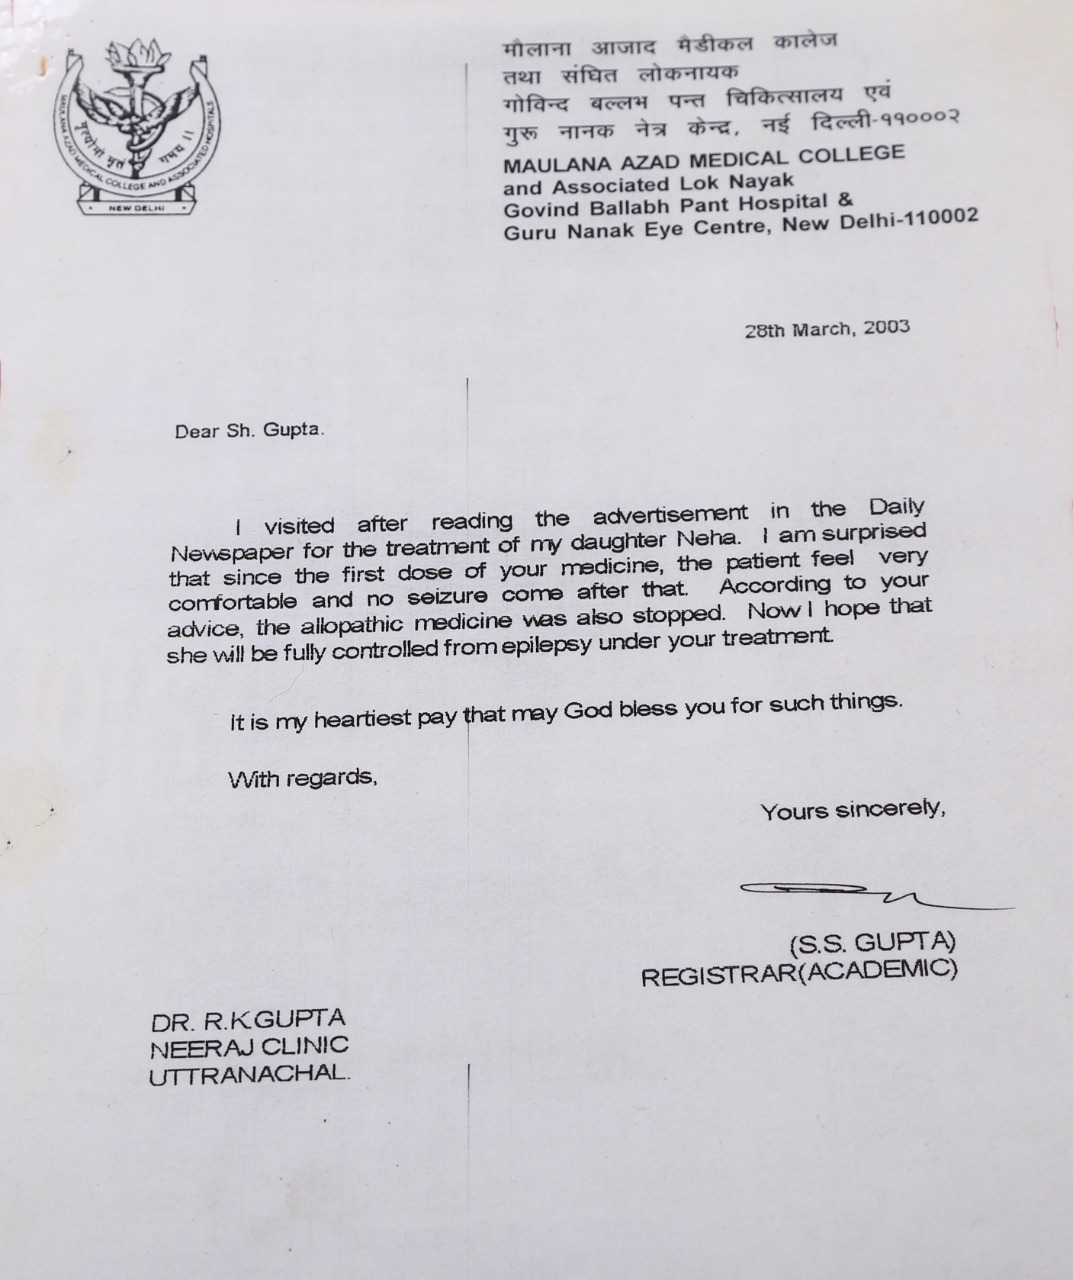 मौलाना आजाद मैडीकल कालेज
तथा संघित लोकनायक
गोविन्द बल्लभ पन्त चिकित्सालय एवं
गुरू नानक नेत्र केन्द्र, नई दिल्ली-११०००२
MAULANA AZAD MEDICAL COLLEGE
and Associated Lok Nayak
Govind Ballabh Pant Hospital &
Guru Nanak Eye Centre, New Delhi-110002
MAULANA AZAD MEDICAL COLLEGE AND ASSOCIATED HOSPITALS
गमय ।।
NEW DELHI
28th March, 2003
Dear Sh. Gupta.
I visited after reading the advertisement in the Daily
Newspaper for the treatment of my daughter Neha. I am surprised
that since the first dose of your medicine, the patient feel very
comfortable and no seizure come after that. According to your
advice, the allopathic medicine was also stopped. Now I hope that
she will be fully controlled from epilepsy under your treatment.
It is my heartiest pay that may God bless you for such things.
With regards,
Yours sincerely,
(S.S. GUPTA)
REGISTRAR(ACADEMIC)
DR. R.K.GUPTA
NEERAJ CLINIC
UTTRANACHAL.